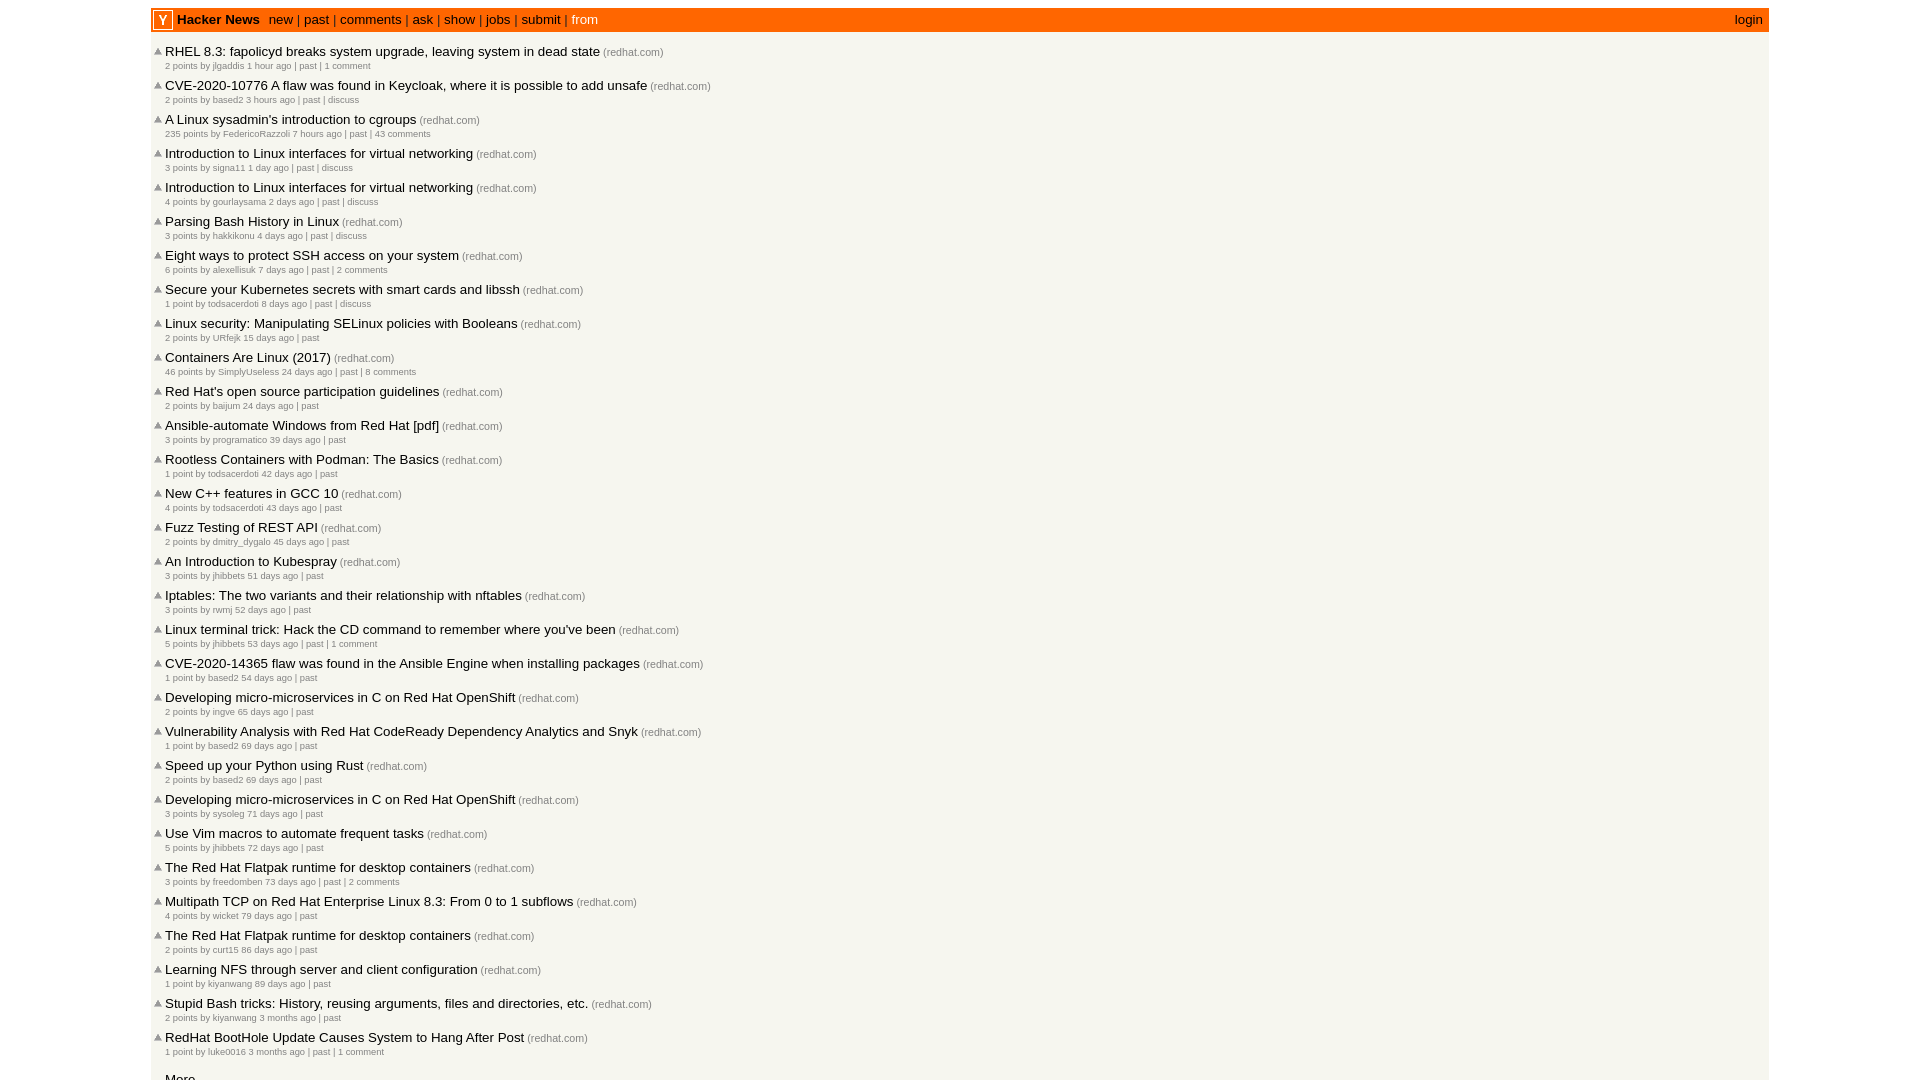 Y Hacker News new | past | comments | ask | show | jobs | submit | from login
RHEL 8.3: fapolicyd breaks system upgrade, leaving system in dead state (redhat.com)
2 points by jlgaddis 1 hour ago | past | 1 comment
CVE-2020-10776 A flaw was found in Keycloak, where it is possible to add unsafe (redhat.com)
2 points by based2 3 hours ago | past | discuss
A Linux sysadmin's introduction to cgroups (redhat.com)
235 points by FedericoRazzoli 7 hours ago | past | 43 comments
Introduction to Linux interfaces for virtual networking (redhat.com)
3 points by signa11 1 day ago | past | discuss
Introduction to Linux interfaces for virtual networking (redhat.com)
4 points by gourlaysama 2 days ago | past | discuss
Parsing Bash History in Linux (redhat.com)
3 points by hakkikonu 4 days ago | past | discuss
Eight ways to protect SSH access on your system (redhat.com)
6 points by alexellisuk 7 days ago | past | 2 comments
Secure your Kubernetes secrets with smart cards and libssh (redhat.com)
1 point by todsacerdoti 8 days ago | past | discuss
Linux security: Manipulating SELinux policies with Booleans (redhat.com)
2 points by URfejk 15 days ago | past
Containers Are Linux (2017) (redhat.com)
46 points by SimplyUseless 24 days ago | past | 8 comments
Red Hat's open source participation guidelines (redhat.com)
2 points by baijum 24 days ago | past
Ansible-automate Windows from Red Hat [pdf] (redhat.com)
3 points by programatico 39 days ago | past
Rootless Containers with Podman: The Basics (redhat.com)
1 point by todsacerdoti 42 days ago | past
New C++ features in GCC 10 (redhat.com)
4 points by todsacerdoti 43 days ago | past
Fuzz Testing of REST API (redhat.com)
2 points by dmitry_dygalo 45 days ago | past
An Introduction to Kubespray (redhat.com)
3 points by jhibbets 51 days ago | past
Iptables: The two variants and their relationship with nftables (redhat.com)
3 points by rwmj 52 days ago | past
Linux terminal trick: Hack the CD command to remember where you've been (redhat.com)
5 points by jhibbets 53 days ago | past | 1 comment
CVE-2020-14365 flaw was found in the Ansible Engine when installing packages (redhat.com)
1 point by based2 54 days ago | past
Developing micro-microservices in C on Red Hat OpenShift (redhat.com)
2 points by ingve 65 days ago | past
Vulnerability Analysis with Red Hat CodeReady Dependency Analytics and Snyk (redhat.com)
1 point by based2 69 days ago | past
Speed up your Python using Rust (redhat.com)
2 points by based2 69 days ago | past
Developing micro-microservices in C on Red Hat OpenShift (redhat.com)
3 points by sysoleg 71 days ago | past
Use Vim macros to automate frequent tasks (redhat.com)
5 points by jhibbets 72 days ago | past
The Red Hat Flatpak runtime for desktop containers (redhat.com)
3 points by freedomben 73 days ago | past | 2 comments
Multipath TCP on Red Hat Enterprise Linux 8.3: From 0 to 1 subflows (redhat.com)
4 points by wicket 79 days ago | past
The Red Hat Flatpak runtime for desktop containers (redhat.com)
2 points by curt15 86 days ago | past
Learning NFS through server and client configuration (redhat.com)
1 point by kiyanwang 89 days ago | past
Stupid Bash tricks: History, reusing arguments, files and directories, etc. (redhat.com)
2 points by kiyanwang 3 months ago | past
RedHat BootHole Update Causes System to Hang After Post (redhat.com)
1 point by luke0016 3 months ago | past | 1 comment
More